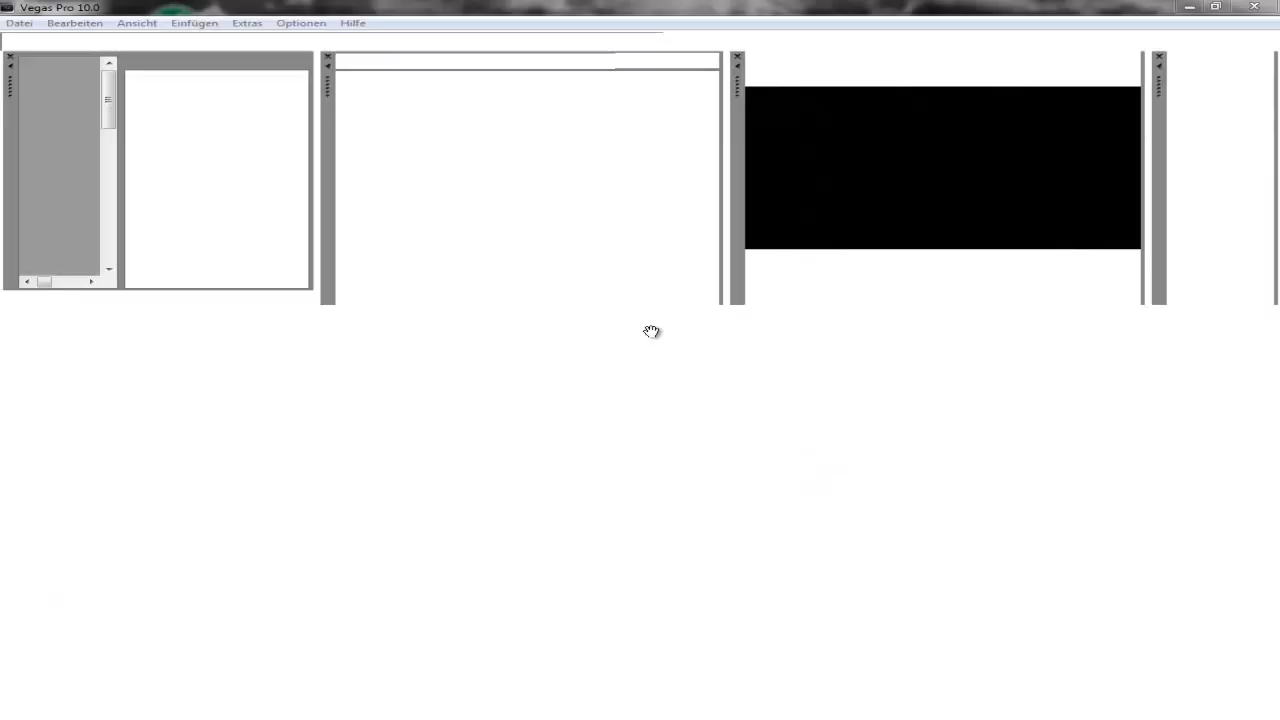 Vegas Pro 10.0
Datei Bearbeiten Ansicht Einfügen Extras Optionen Hilfe